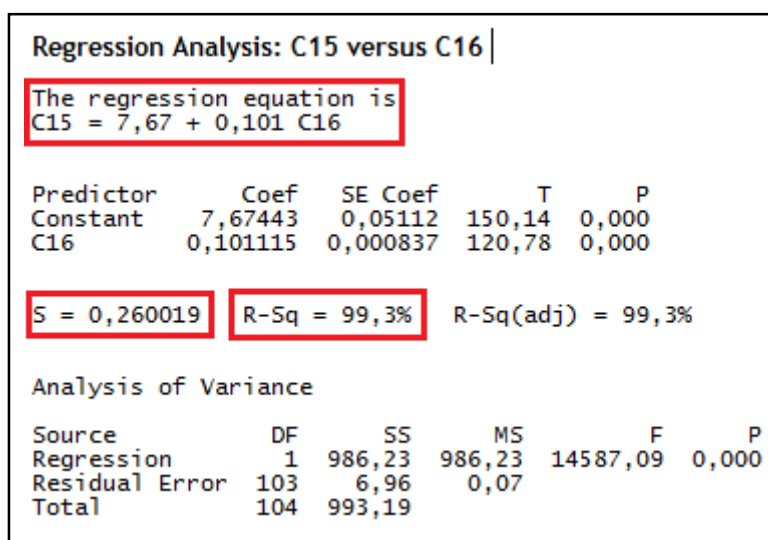 Regression Analysis: C15 versus C16
The regression equation is
C15 = 7,67 + 0,101 C16
Predictor Coef SE Coef T P
Constant 7,67443 0,05112 150,14 0,000
C16 0,101115 0,000837 120,78 0,000
S = 0,260019 R-Sq = 99,3% R-Sq(adj) = 99,3%
Analysis of Variance
Source DF SS MS F P
Regression 1 986,23 986,23 14587,09 0,000
Residual Error 103 6,96 0,07
Total 104 993,19